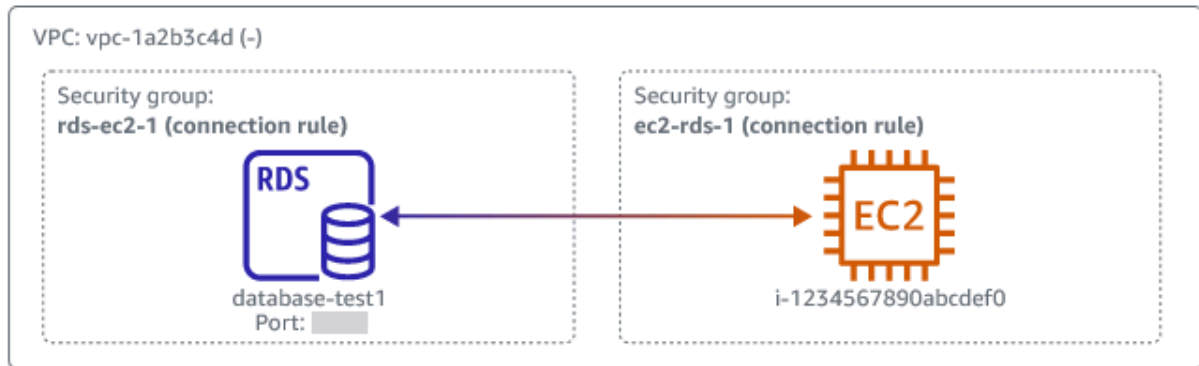 VPC: vpc-1a2b3c4d (-)
Security group:
rds-ec2-1 (connection rule)
RDS
database-test1
Port:
Security group:
ec2-rds-1 (connection rule)
EC2
i-1234567890abcdef0